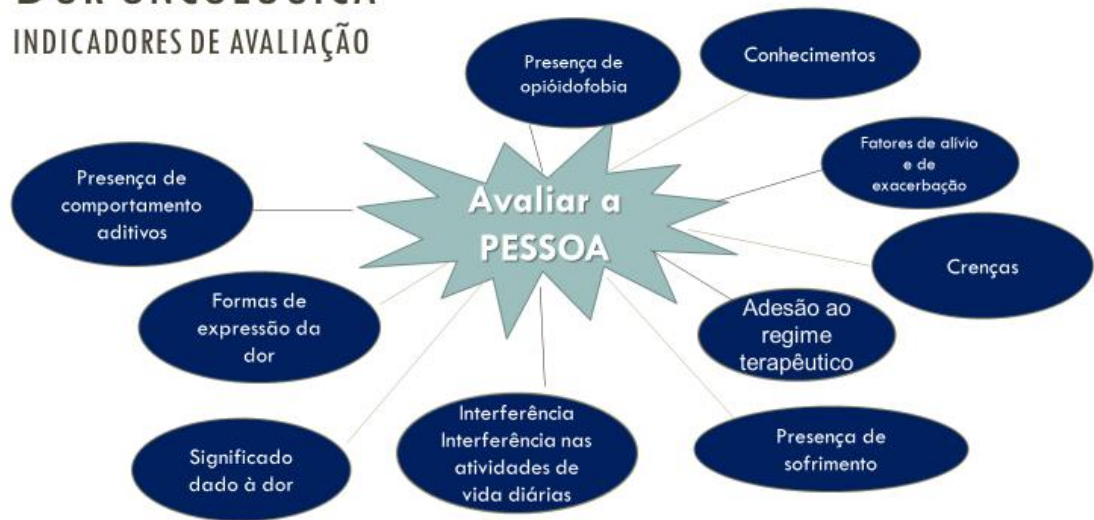 DOR ONCOLÓGICA
INDICADORES DE AVALIAÇÃO
Presença de
opióidofobia
Conhecimentos
Fatores de alívio
e de
exacerbação
Presença de
comportamento
aditivos
Avaliar a
PESSOA
Crenças
Formas de
expressão da
dor
Adesão ao
regime
terapêutico
Significado
dado à dor
Interferência
Interferência nas
atividades de
vida diárias
Presença de
sofrimento